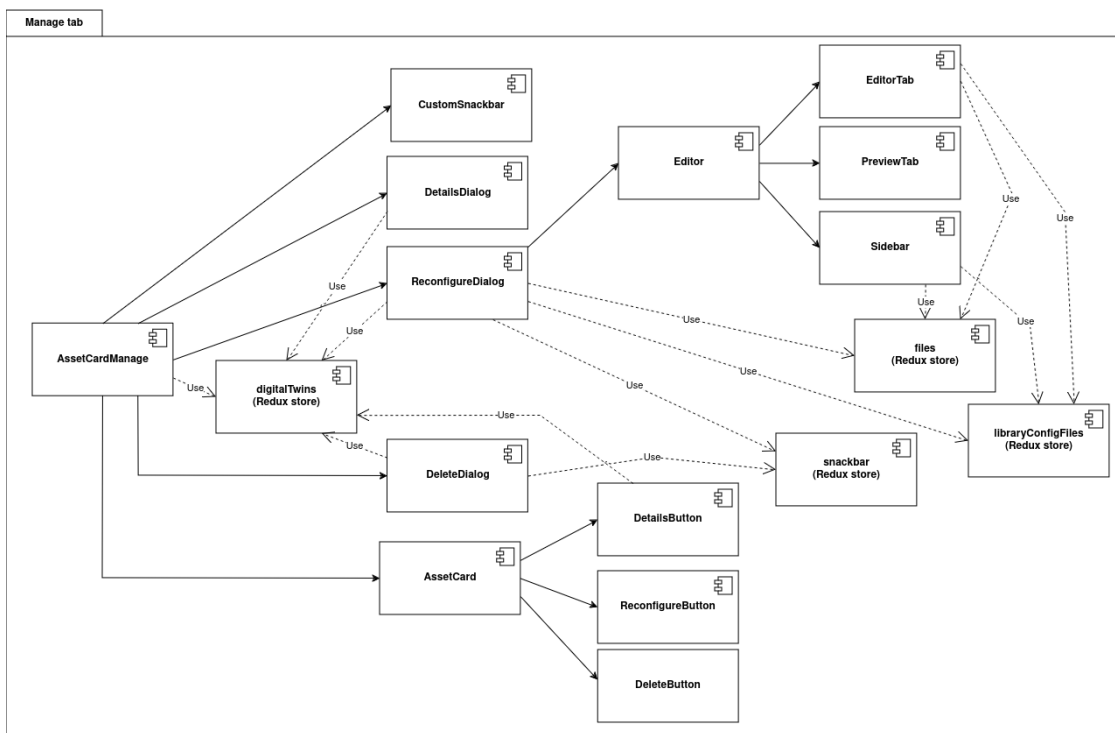 Manage tab
EditorTab
CustomSnackbar
Editor
PreviewTab
DetailsDialog
Use
Use
Sidebar
ReconfigureDialog
Use
Use
Use
Use
Use
AssetCardManage
files
(Redux store)
Use
digitalTwins
(Redux store)
Use
Use
libraryConfigFiles
(Redux store)
Use
Use
DeleteDialog
snackbar
(Redux store)
DetailsButton
AssetCard
ReconfigureButton
DeleteButton